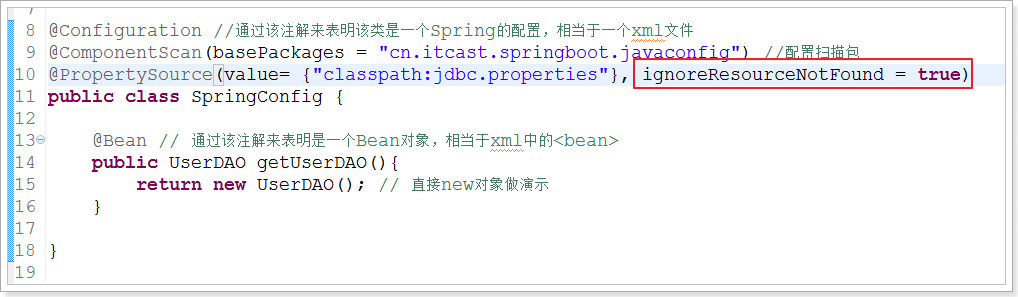 8 @Configuration //通过该注解来表明该类是一个Spring的配置，相当于一个xml文件
9 @ComponentScan(basePackages = "cn.itcast.springboot.javaconfig") //配置扫描包
10 @PropertySource(value= {"classpath:jdbc.properties"}, ignoreResourceNotFound = true)
11 public class SpringConfig {
12
13 @Bean // 通过该注解来表明是一个Bean对象，相当于xml中的<bean>
14 public UserDAO getUserDAO(){
15 return new UserDAO(); // 直接new对象做演示
16 }
17
18 }
19